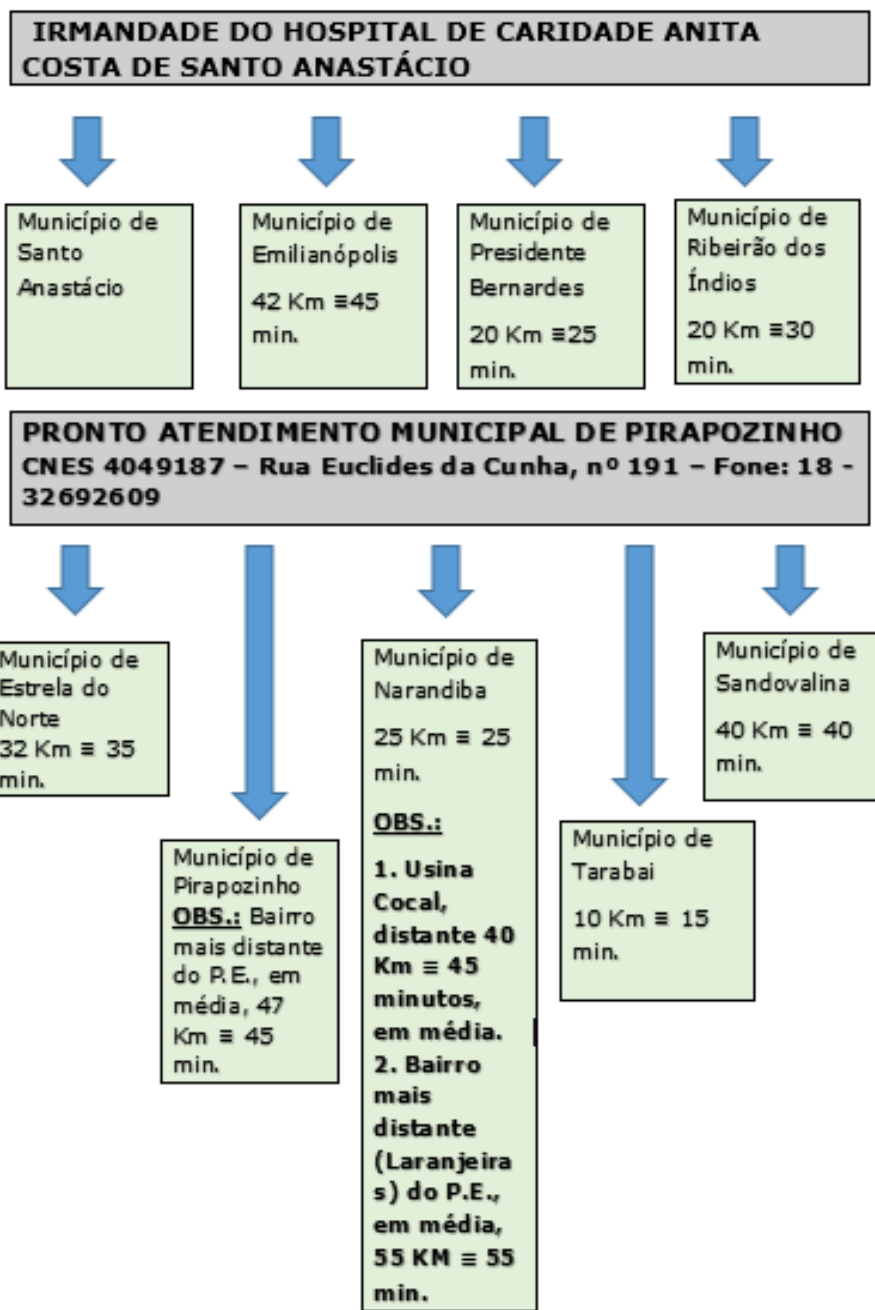 IRMANDADE DO HOSPITAL DE CARIDADE ANITA
COSTA DE SANTO ANASTÁCIO
Município de
Santo
Anastácio
Município de
Emilianópolis
42 Km ≡45
min.
Município de
Presidente
Bernardes
20 Km ≡25
min.
Município de
Ribeirão dos
Índios
20 Km ≡30
min.
PRONTO ATENDIMENTO MUNICIPAL DE PIRAPOZINHO
CNES 4049187 – Rua Euclides da Cunha, nº 191 – Fone: 18 -
32692609
Município de
Estrela do
Norte
32 Km ≡ 35
min.
Município de
Pirapozinho
OBS.: Bairro
mais distante
do P.E., em
média, 47
Km ≡ 45
min.
Município de
Narandiba
25 Km ≡ 25
min.
OBS.:
1. Usina
Cocal,
distante 40
Km ≡ 45
minutos,
em média.
2. Bairro
mais
distante
(Laranjeira
s) do P.E.,
em média,
55 KM ≡ 55
min.
Município de
Tarabai
10 Km ≡ 15
min.
Município de
Sandovalina
40 Km ≡ 40
min.